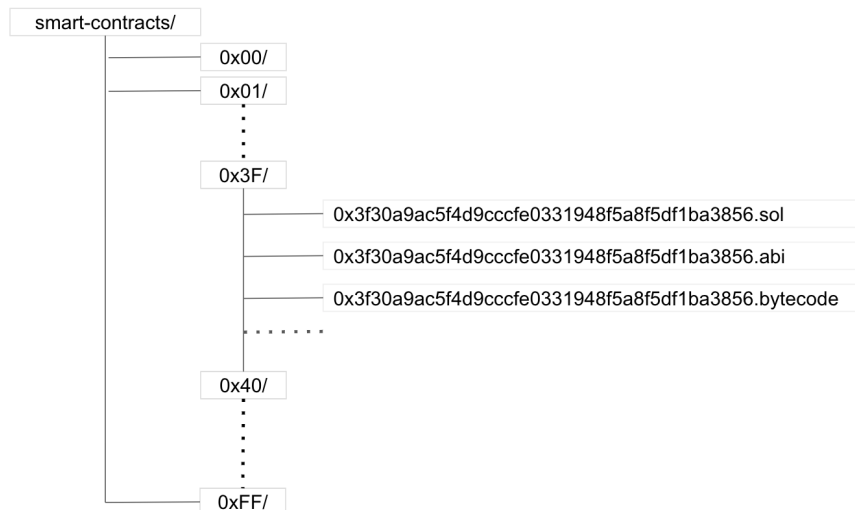 smart-contracts/
0x00/
0x01/
0x3F/
0x3f30a9ac5f4d9cccfe0331948f5a8f5df1ba3856.sol
0x3f30a9ac5f4d9cccfe0331948f5a8f5df1ba3856.abi
0x3f30a9ac5f4d9cccfe0331948f5a8f5df1ba3856.bytecode
0x40/
0xFF/